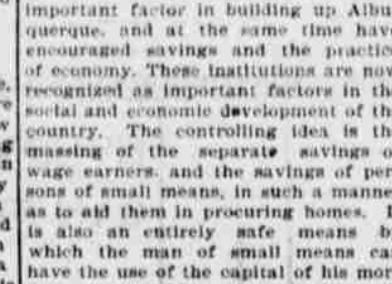 important factor in building up Albu-
querque, and at the same time hav
encouraged savings and the practic
of economy. These institutions are no
recognized as important factors in th
social and economic development of th
country. The controlling idea is th
massing of the separate savings o
wage earners, and the savings of per
sons of small means, in such a manne
as to aid them in procuring homes. I
is also an entirely safe means b
which the man of small means ca
have the use of the capital of his mor